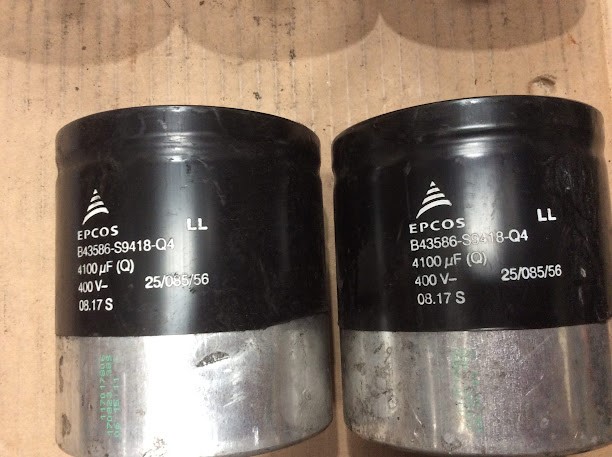 EPCOS LL
B43586-S9418-Q4
4100 µF (Q)
400 V– 25/085/56
08.17 S
EPCOS LL
B43586-S9418-Q4
4100 µF (Q)
400 V– 25/085/56
08.17 S